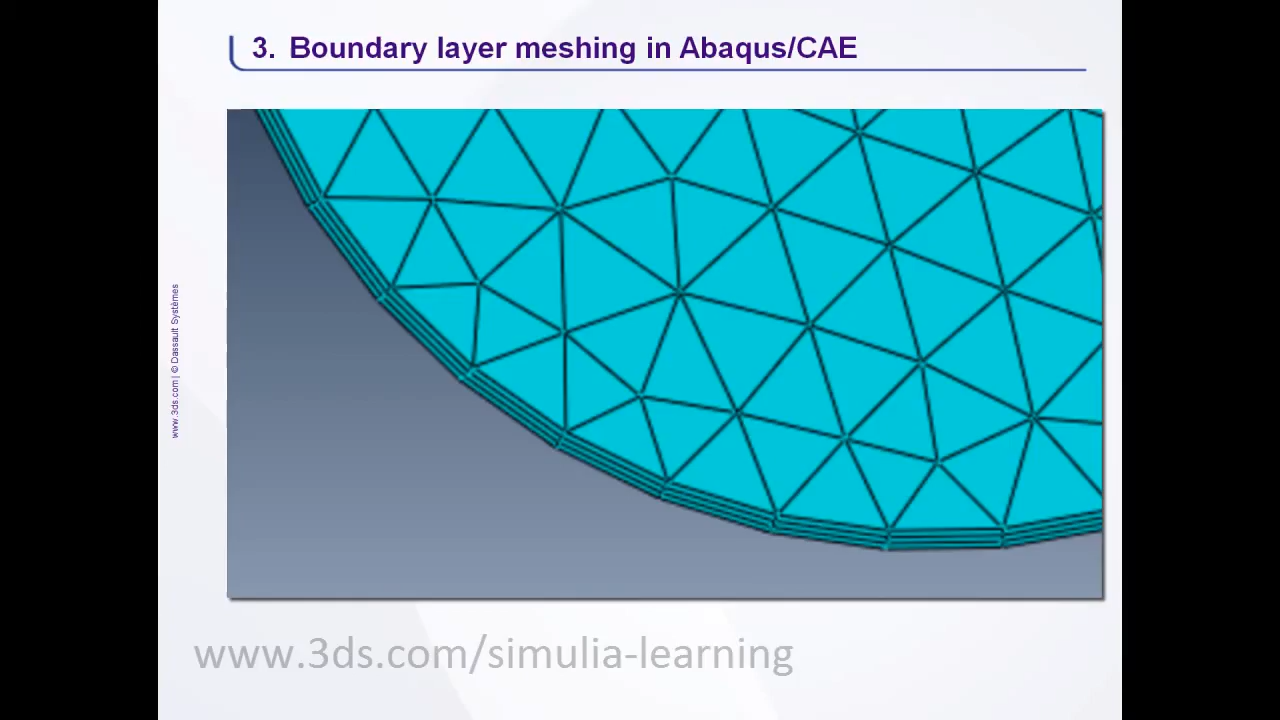 3. Boundary layer meshing in Abaqus/CAE
www.3ds.com | © Dassault Systèmes
www.3ds.com/simulia-learning